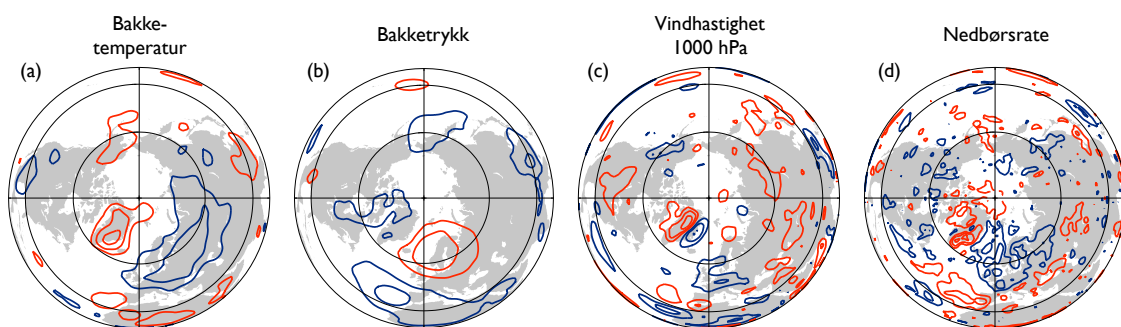 Bakke-
temperatur
Bakketrykk
Vindhastighet
1000 hPa
Nedbørsrate
(a)
(b)
(c)
(d)